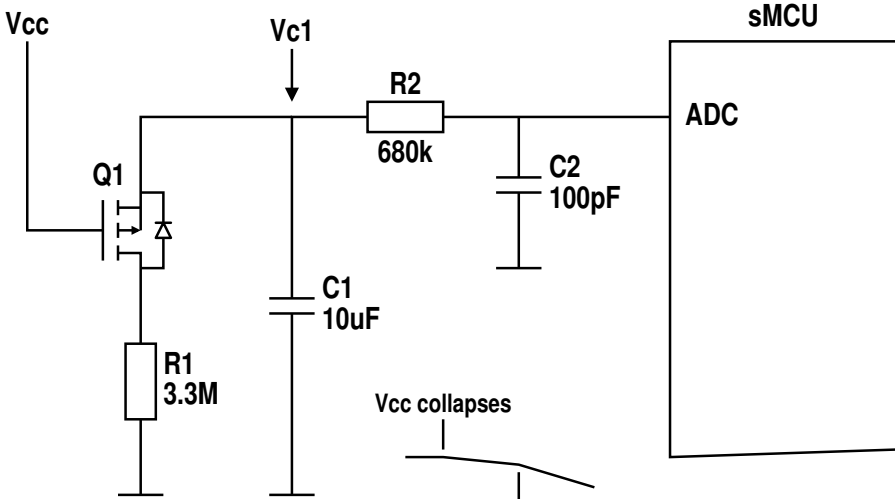 Vcc
Vc1
sMCU
R2
680k
ADC
Q1
C2
100pF
C1
10uF
R1
3.3M
Vcc collapses